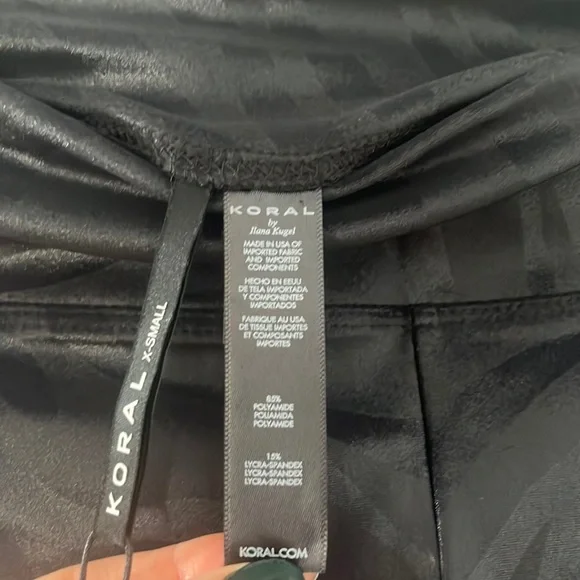 KORAL X-SMALL
KORAL
by
Ilana Kugel
MADE IN USA OF
IMPORTED FABRIC
AND IMPORTED
COMPONENTS
HECHO EN EEUU
DE TELA IMPORTADA
Y COMPONENTES
IMPORTADOS
FABRIQUE AU USA
DE TISSUE IMPORTES
ET COMPOSANTS
IMPORTES
85%
POLYAMIDE
POLIAMIDA
POLYAMIDE
15%
LYCRA-SPANDEX
LYCRA-SPANDEX
LYCRA-SPANDEX
KORAL.COM